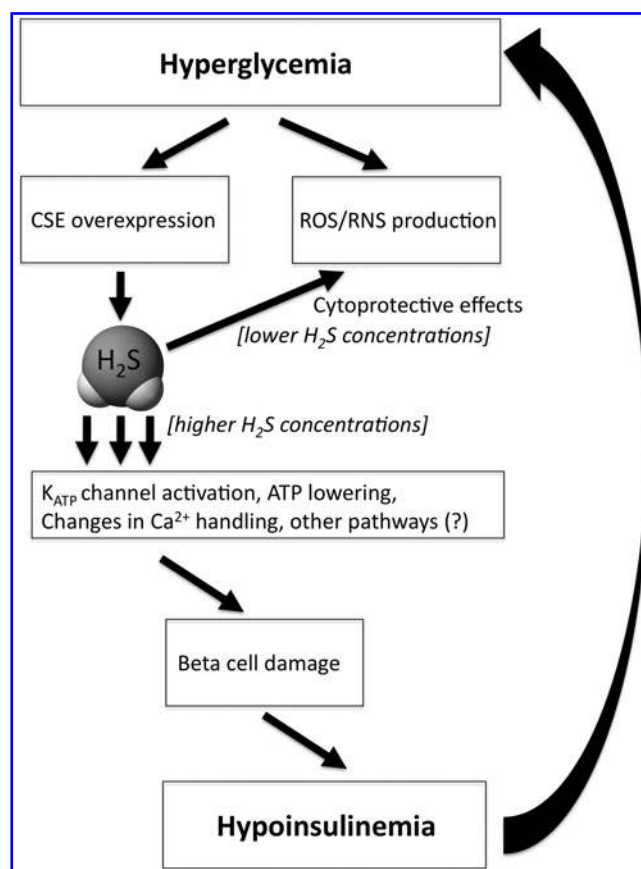 Hyperglycemia
CSE overexpression
ROS/RNS production
Cytoprotective effects
[lower H₂S concentrations]
H₂S
[higher H₂S concentrations]
K_ATP channel activation, ATP lowering,
Changes in Ca²⁺ handling, other pathways (?)
Beta cell damage
Hypoinsulinemia